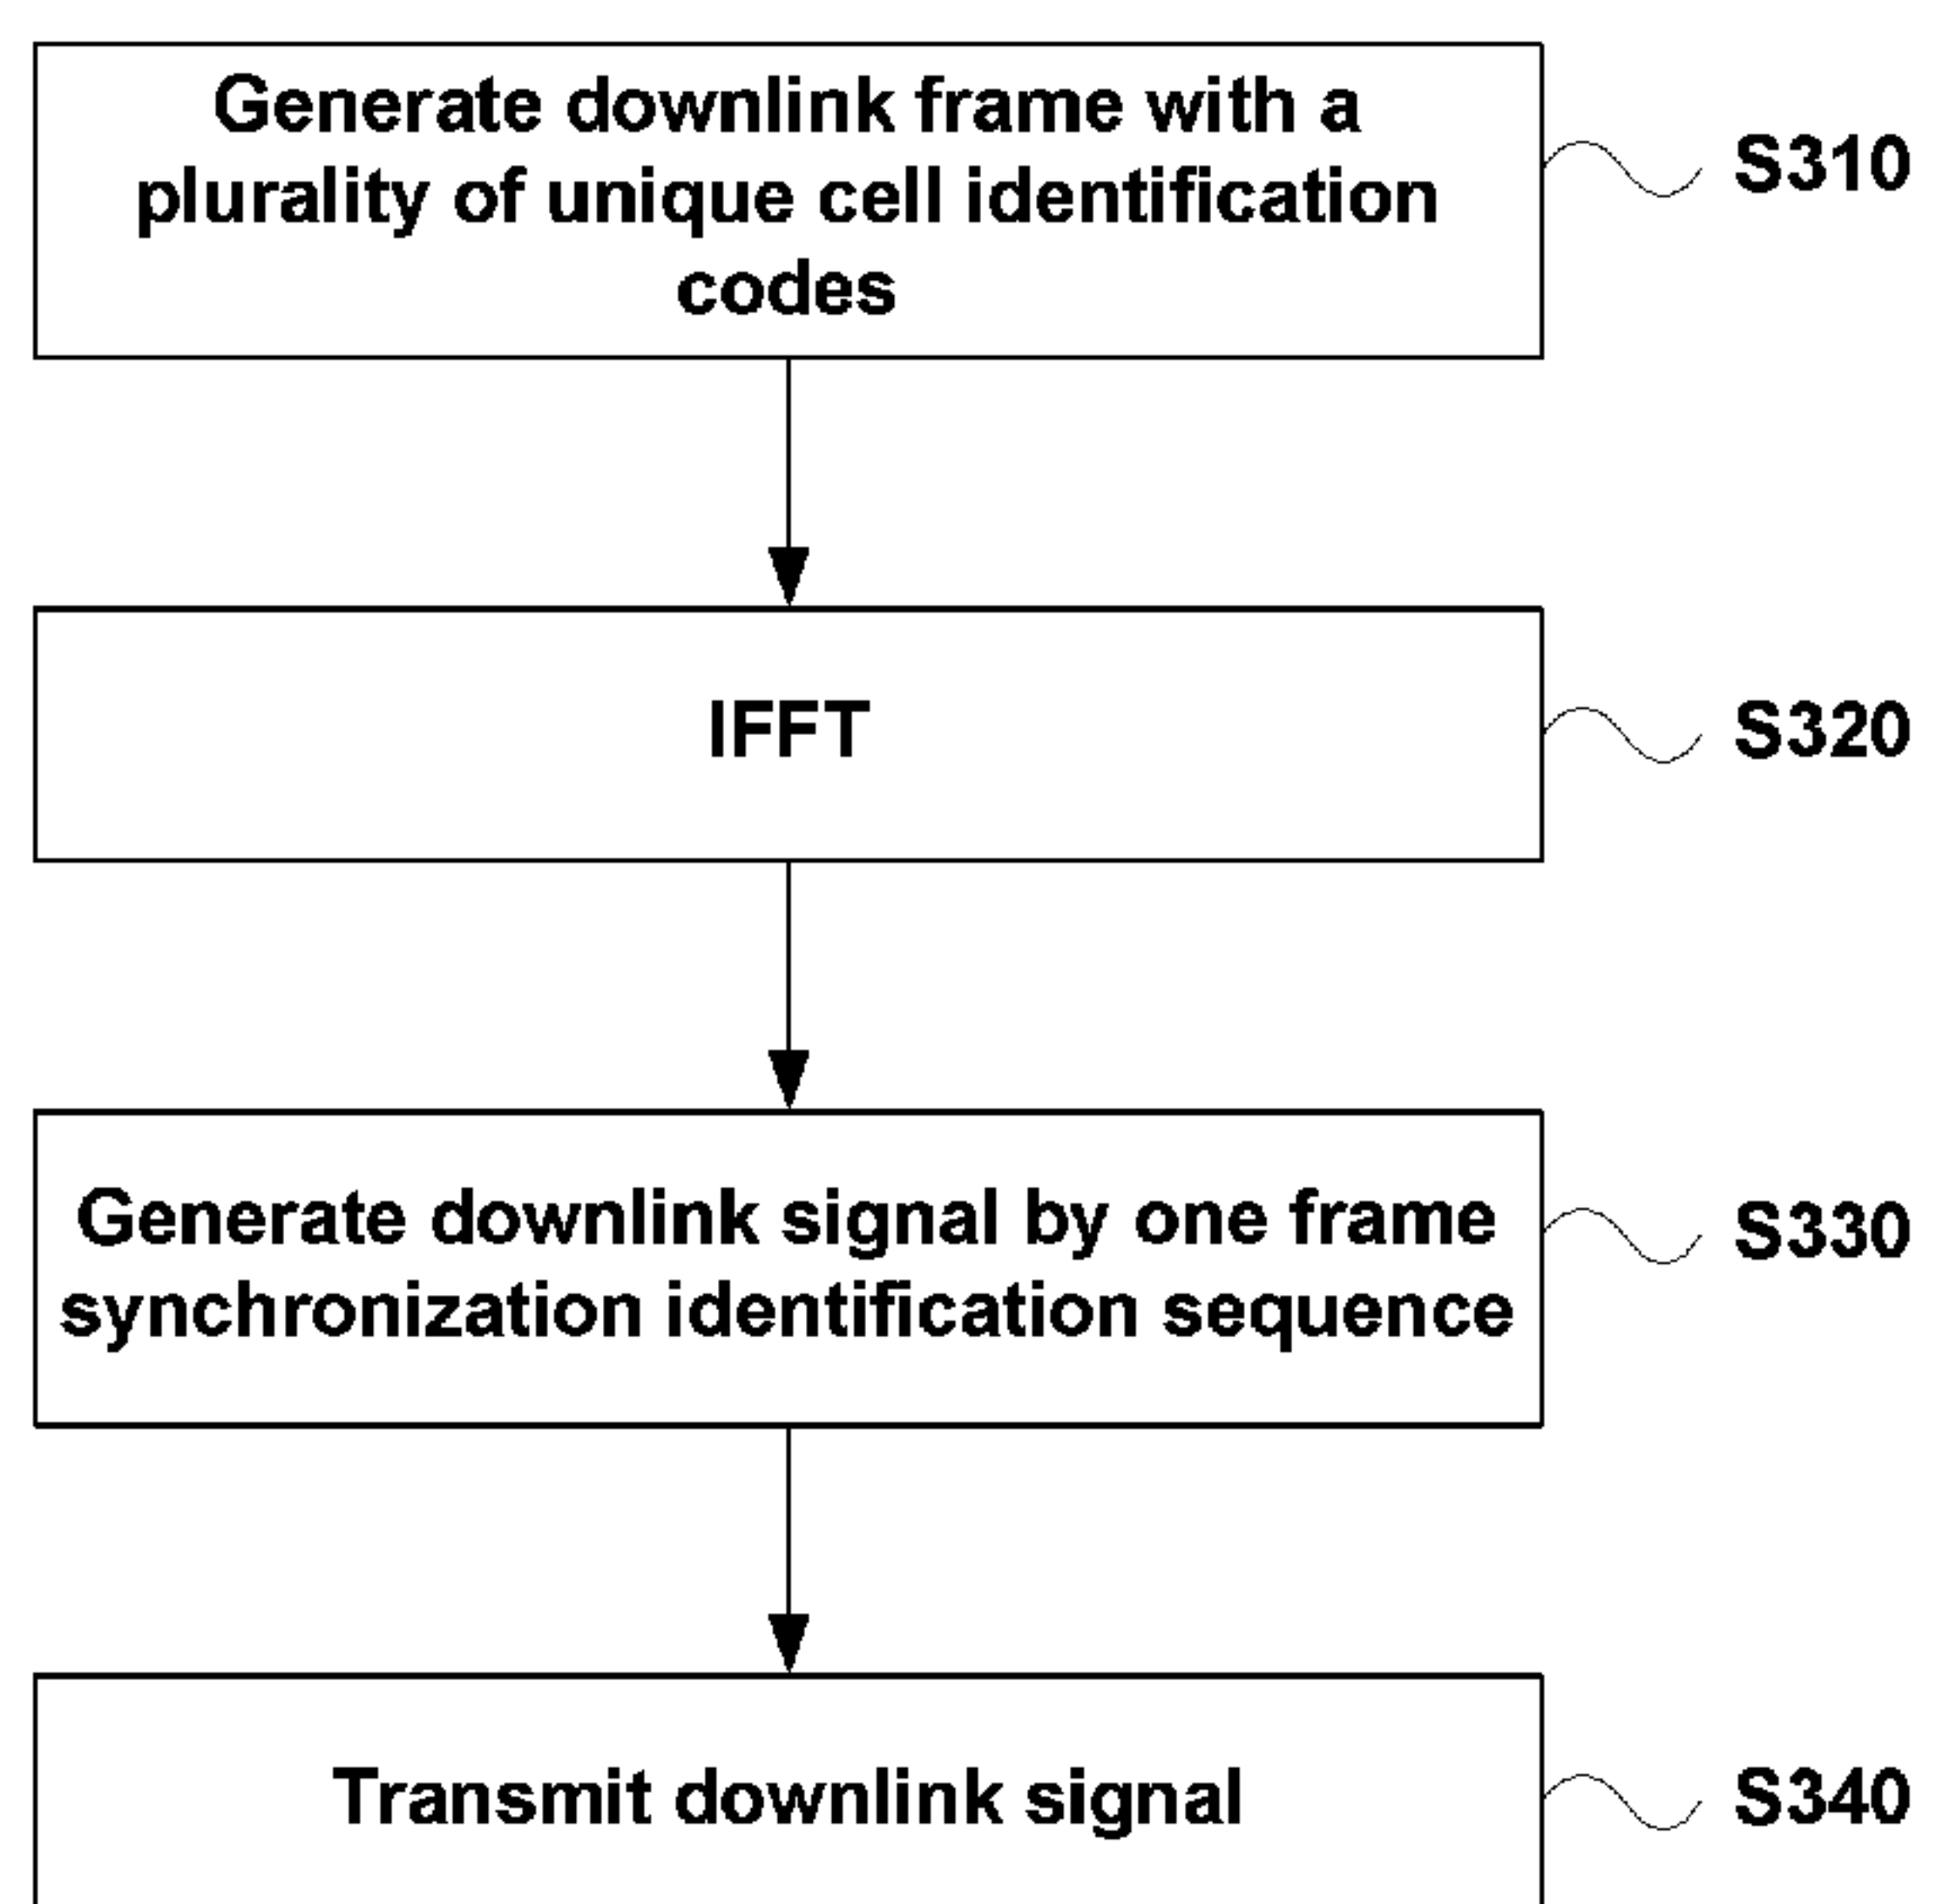 Generate downlink frame with a
plurality of unique cell identification
codes
S310
IFFT
S320
Generate downlink signal by one frame
synchronization identification sequence
S330
Transmit downlink signal
S340